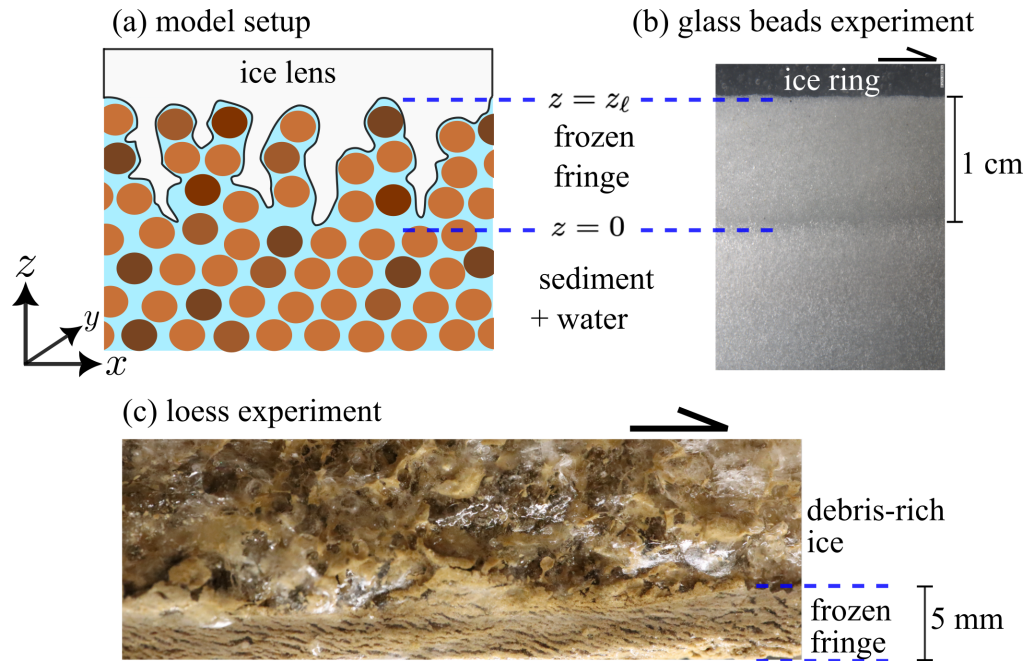 (a) model setup
(b) glass beads experiment
ice lens
ice ring
z = zℓ
frozen
fringe
1 cm
z = 0
sediment
+ water
z
y
x
(c) loess experiment
debris-rich
ice
frozen
fringe
5 mm